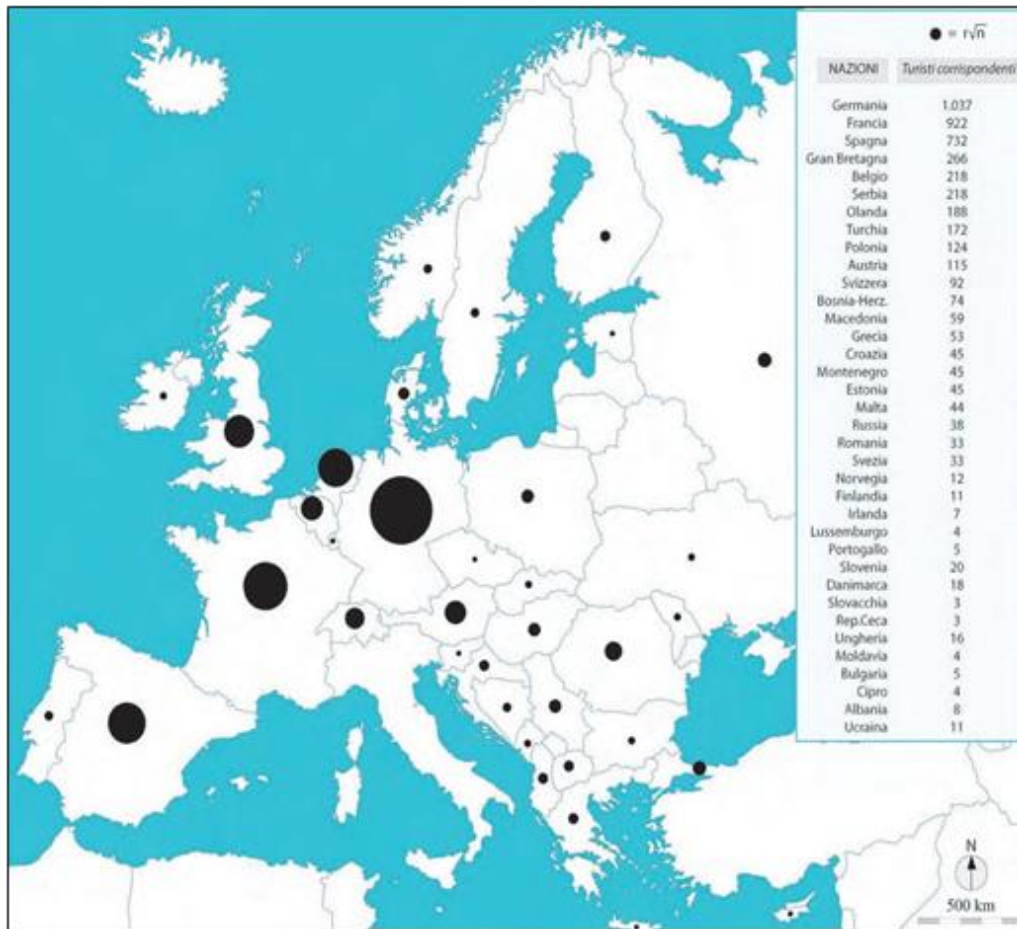 ● = r√n
NAZIONI Turisti corrispondenti
Germania 1.037
Francia 922
Spagna 732
Gran Bretagna 266
Belgio 218
Serbia 218
Olanda 188
Turchia 172
Polonia 124
Austria 115
Svizzera 92
Bosnia-Herz. 74
Macedonia 59
Grecia 53
Croazia 45
Montenegro 45
Estonia 45
Malta 44
Russia 38
Romania 33
Svezia 33
Norvegia 12
Finlandia 11
Irlanda 7
Lussemburgo 4
Portogallo 5
Slovenia 20
Danimarca 18
Slovacchia 3
Rep.Ceca 3
Ungheria 16
Moldavia 4
Bulgaria 5
Cipro 4
Albania 8
Ucraina 11
N
500 km